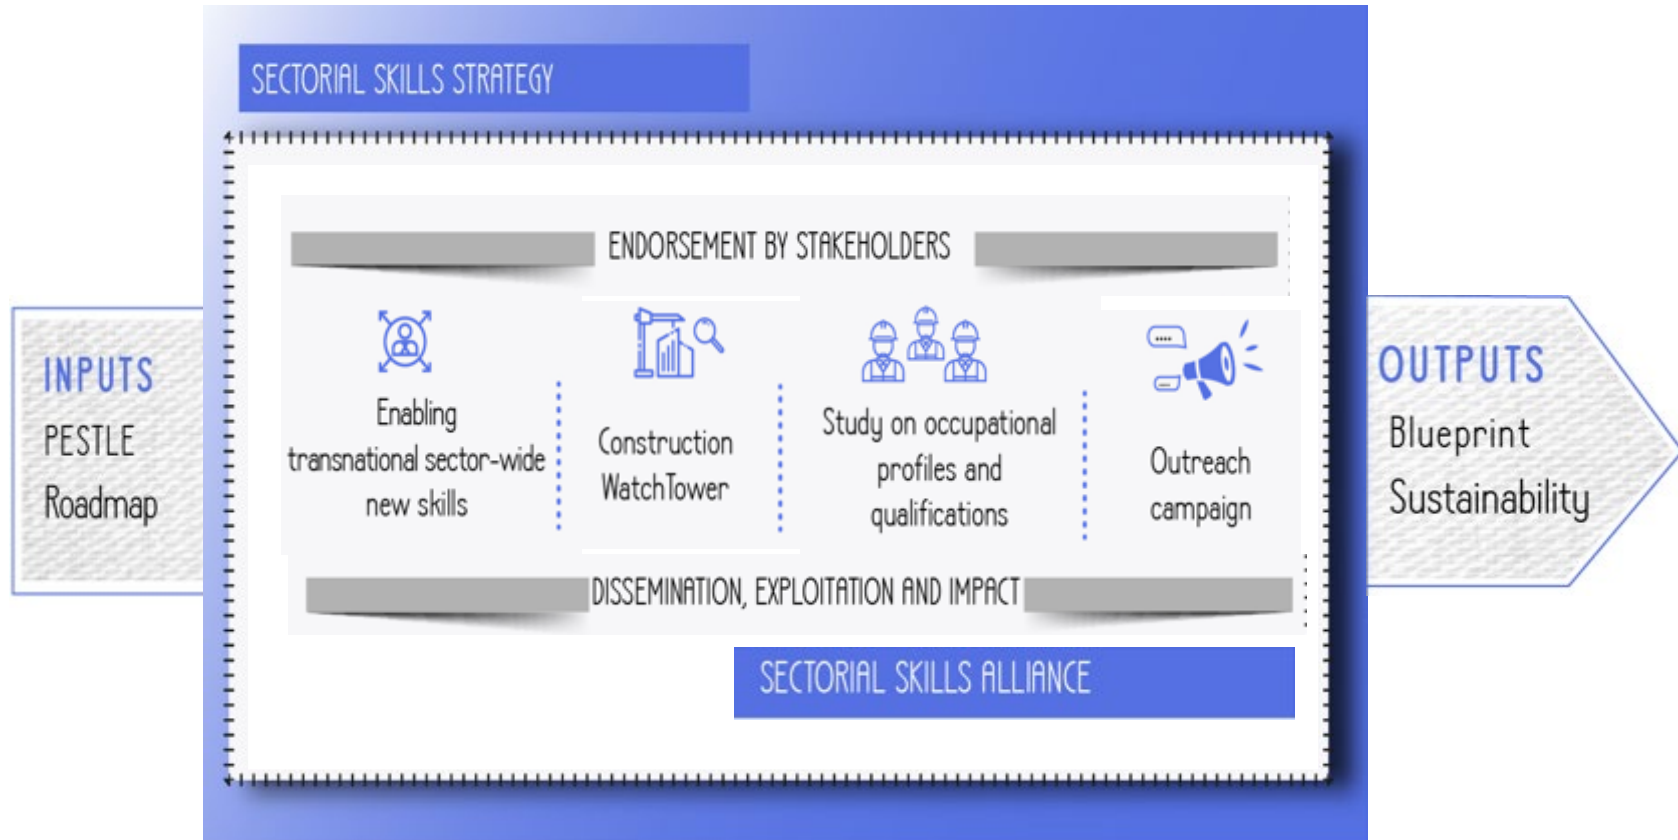 SECTORIAL SKILLS STRATEGY
ENDORSEMENT BY STAKEHOLDERS
INPUTS
PESTLE
Roadmap
Enabling
transnational sector-wide
new skills
Construction
WatchTower
Study on occupational
profiles and
qualifications
Outreach
campaign
OUTPUTS
Blueprint
Sustainability
DISSEMINATION, EXPLOITATION AND IMPACT
SECTORIAL SKILLS ALLIANCE